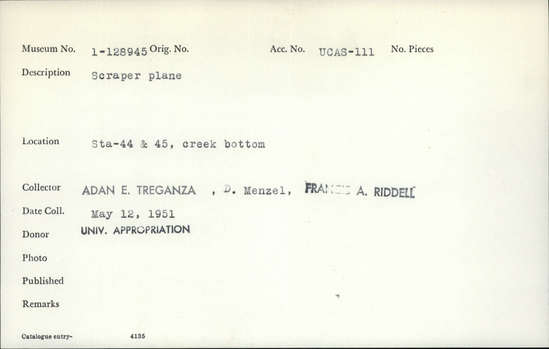 Museum No. 1-128945 Orig. No. Acc. No. UCAS-111 No. Pieces
Description Scraper plane
Location Sta-44 & 45, creek bottom
Collector ADAN E. TREGANZA , D. Menzel, FRANCIS A. RIDDELL
Date Coll. May 12, 1951
Donor UNIV. APPROPRIATION
Photo
Published
Remarks
Catalogue entry- 4135